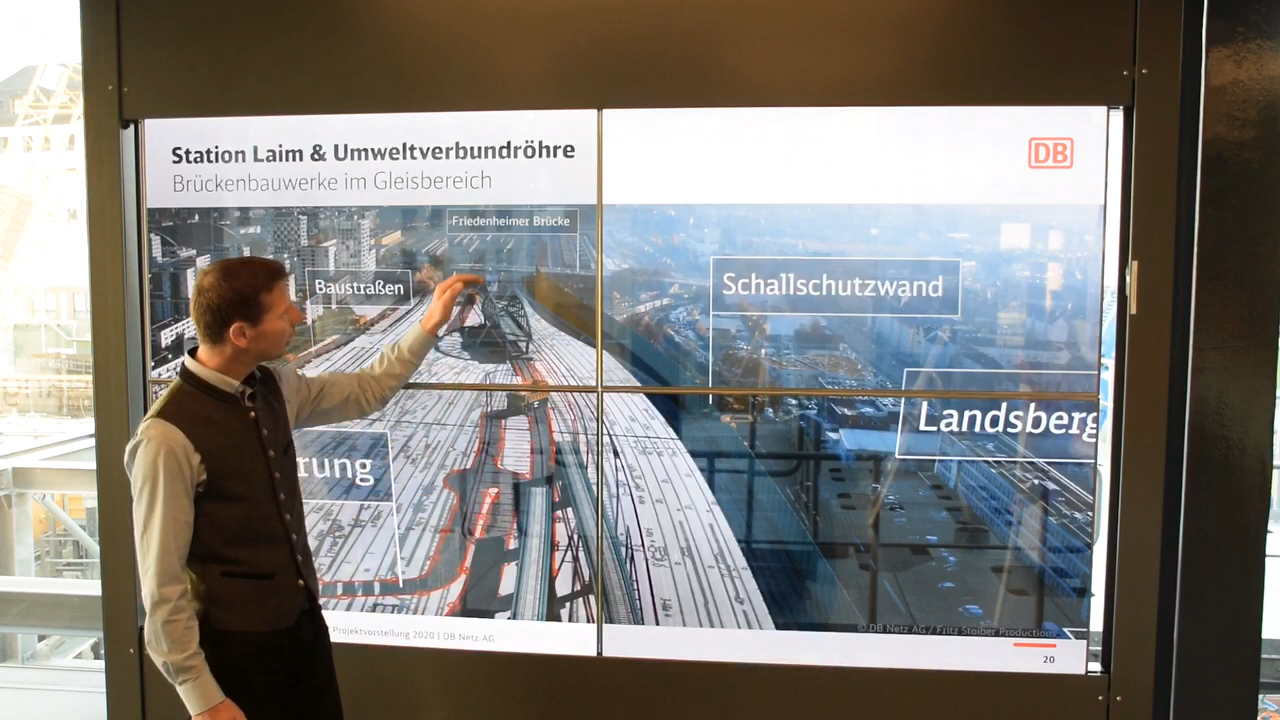 Station Laim & Umweltverbundröhre
Brückenbauwerke im Gleisbereich
DB
Friedenheimer Brücke
Baustraßen
Schallschutzwand
Landsberg
rung
Projektvorstellung 2020 | DB Netz AG
© DB Netz AG / Fritz Stoiber Productions
20